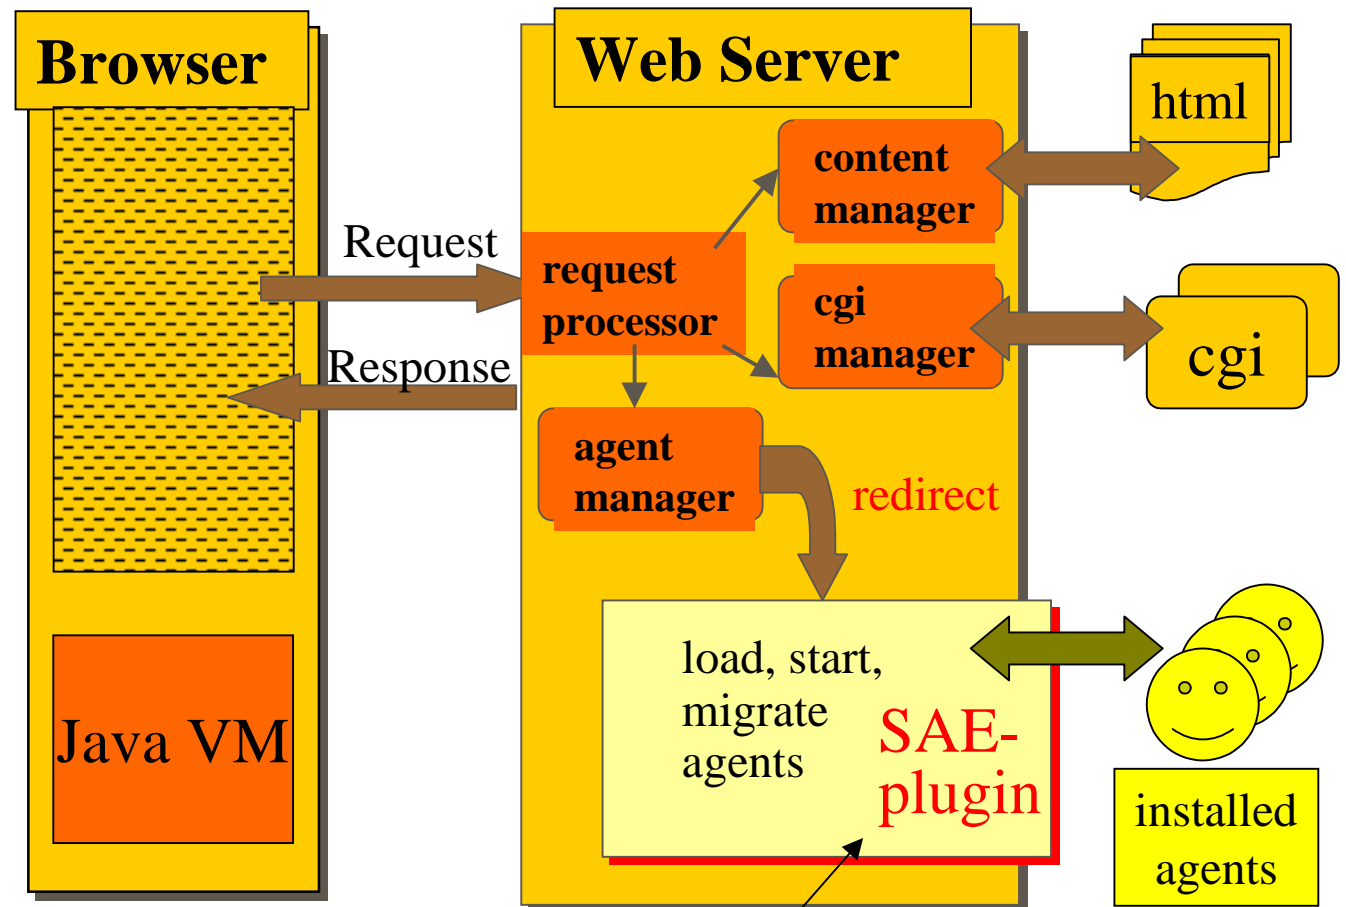 Browser
Web Server
html
content
manager
Request
request
processor
cgi
manager
cgi
Response
agent
manager
redirect
load, start,
migrate
agents
SAE-
plugin
Java VM
installed
agents